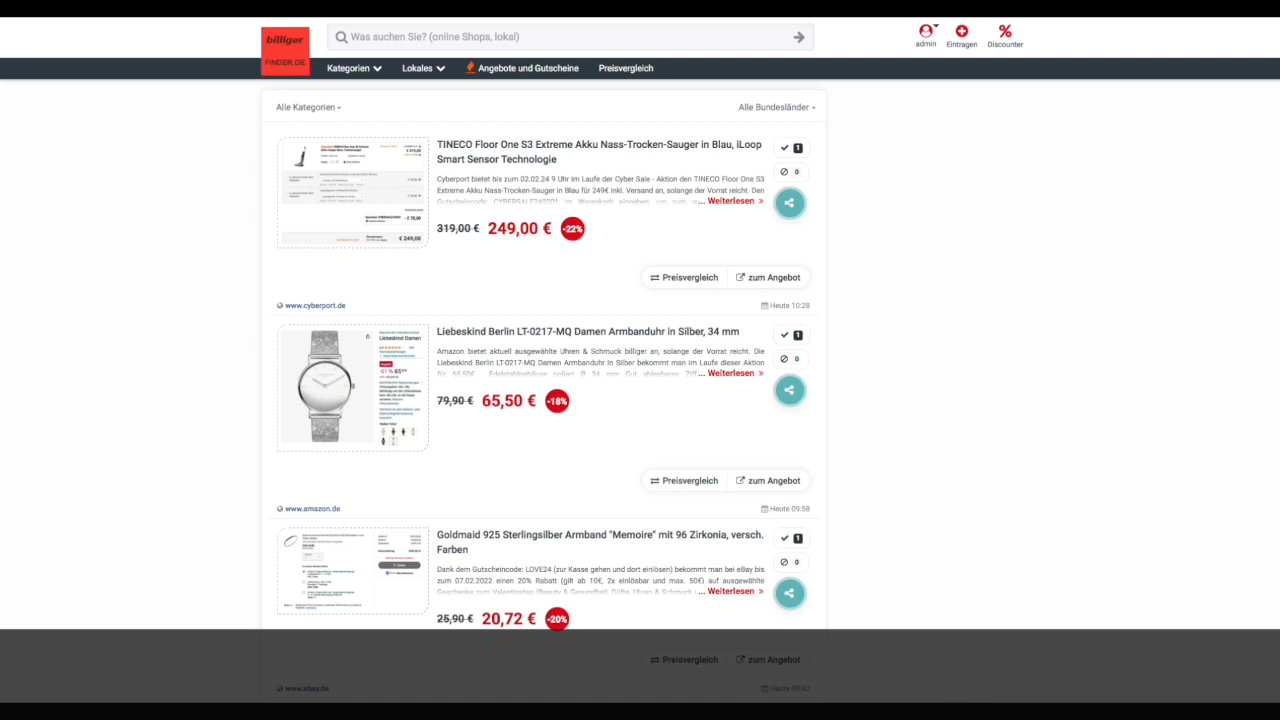 billiger
FINDER.DE
Was suchen Sie? (online Shops, lokal)
admin
Eintragen
Discounter
Kategorien
Lokales
Angebote und Gutscheine
Preisvergleich
Alle Kategorien
Alle Bundesländer
TINECO Floor One S3 Extreme Akku Nass-Trocken-Sauger in Blau, iLoop
Smart Sensor Technologie
1
Cyberport bietet bis zum 02.02.24 9 Uhr im Laufe der Cyber Sale - Aktion den TINECO Floor One S3
Extreme Akku Nass-Trocken-Sauger in Blau für 249€ inkl. Versand an, solange der Vorrat reicht. Den
0
... Weiterlesen »
319,00 € 249,00 € -22%
€ 249,00
Preisvergleich
zum Angebot
www.cyberport.de
Heute 10:28
Liebeskind Berlin LT-0217-MQ Damen Armbanduhr in Silber, 34 mm
1
Liebeskind Damen
Amazon bietet aktuell ausgewählte Uhren & Schmuck billiger an, solange der Vorrat reicht. Die
Liebeskind Berlin LT-0217-MQ Damen Armbanduhr in Silber bekommt man im Laufe dieser Aktion
0
... Weiterlesen »
79,90 € 65,50 € -18%
Preisvergleich
zum Angebot
www.amazon.de
Heute 09:58
Goldmaid 925 Sterlingsilber Armband "Memoire" mit 96 Zirkonia, versch.
Farben
1
Dank dem Gutscheincode: LOVE24 (zur Kasse gehen und dort einlösen) bekommt man bei eBay bis
zum 07.02.2022 einen 20% Rabatt (gilt ab 10€, 2x einlösbar und max. 50€) auf ausgewählte
0
... Weiterlesen »
25,90 € 20,72 € -20%
Preisvergleich
zum Angebot
www.ebay.de
Heute 09:42